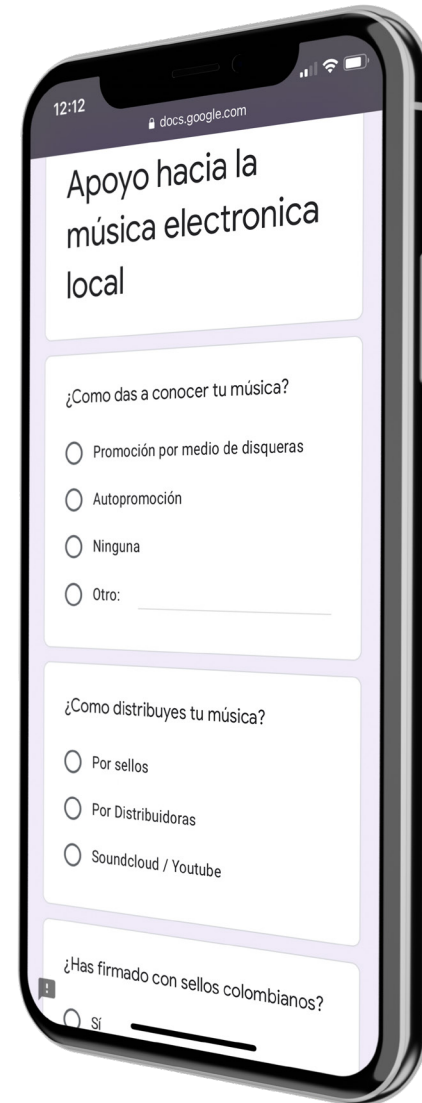 12:12
docs.google.com
Apoyo hacia la
música electronica
local
¿Como das a conocer tu música?
Promoción por medio de disqueras
Autopromoción
Ninguna
Otro:
¿Como distribuyes tu música?
Por sellos
Por Distribuidoras
Soundcloud / Youtube
¿Has firmado con sellos colombianos?
Sí